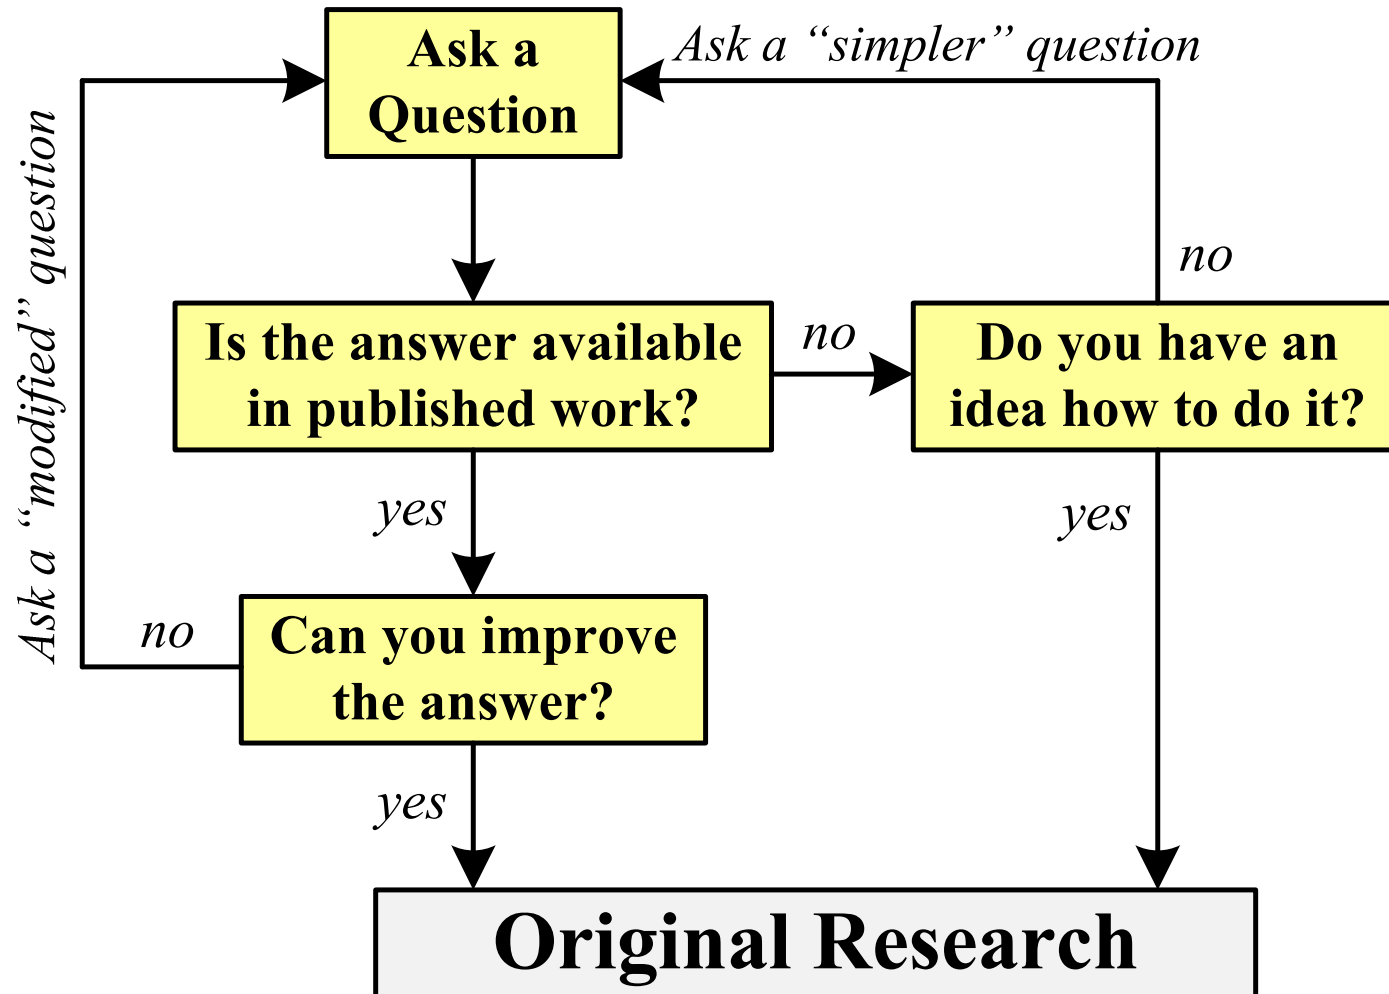 Ask a
Question
Ask a “simpler” question
Ask a “modified” question
no
Is the answer available
in published work?
no
Do you have an
idea how to do it?
yes
yes
Can you improve
the answer?
no
yes
Original Research